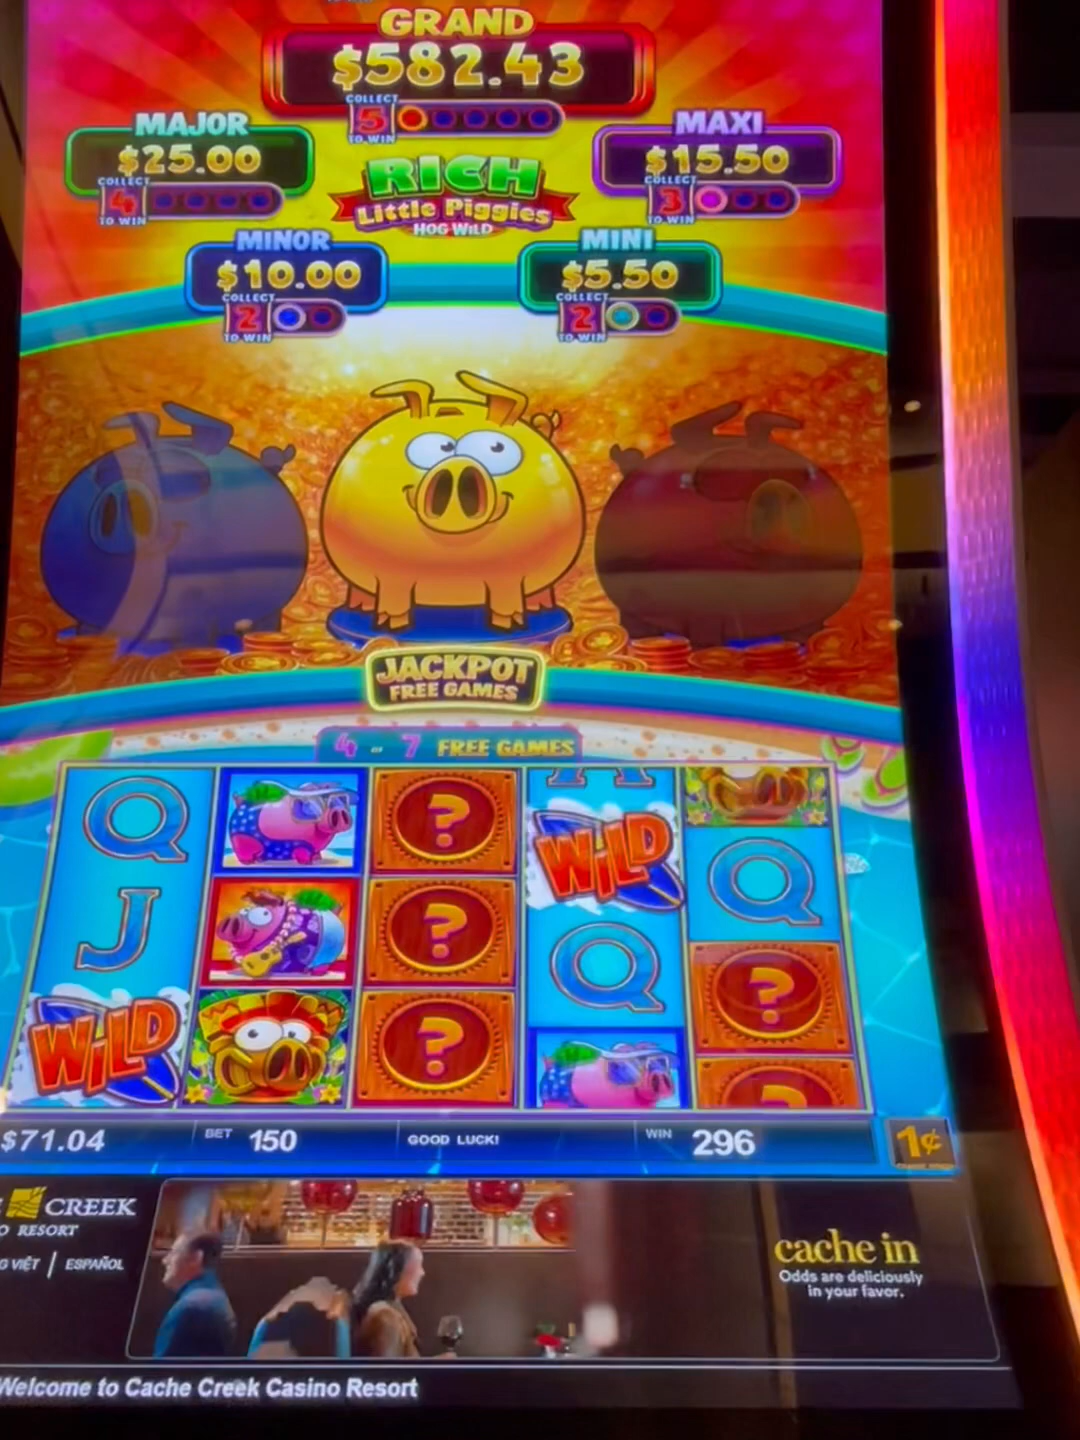 GRAND
$582.43
COLLECT
5
TO WIN
MAJOR
$25.00
COLLECT
4
TO WIN
MAXI
$15.50
COLLECT
3
TO WIN
RICH
Little Piggies
HOG WILD
MINOR
$10.00
COLLECT
2
TO WIN
MINI
$5.50
COLLECT
2
TO WIN
JACKPOT
FREE GAMES
4 OF 7 FREE GAMES
Q
?
WILD
J
?
Q
Q
?
WILD
?
$71.04 BET 150 GOOD LUCK! WIN 296 1¢
CREEK
RESORT
VIỆT | ESPAÑOL
cache in
Odds are deliciously
in your favor.
Welcome to Cache Creek Casino Resort